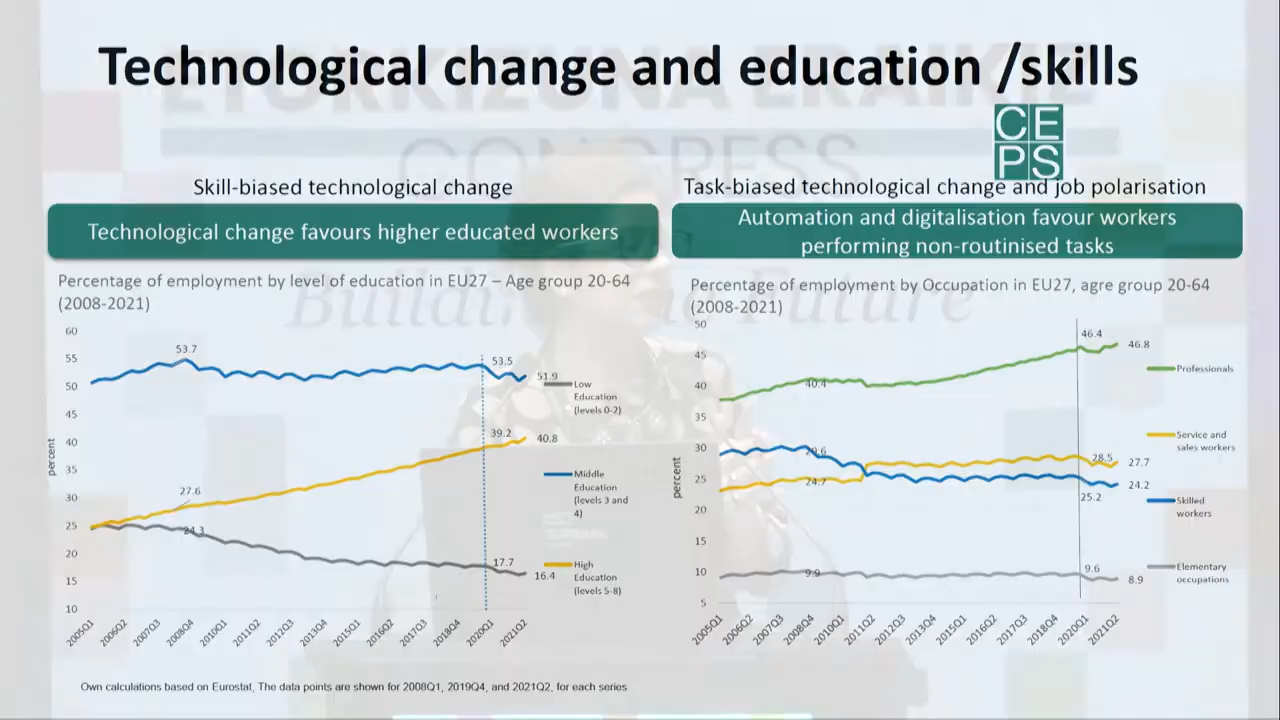 Technological change and education /skills
CE
PS
Skill-biased technological change
Technological change favours higher educated workers
Percentage of employment by level of education in EU27 – Age group 20-64
(2008-2021)
percent
60
55
50
45
40
35
30
25
20
15
10
53.7
53.5
51.9
39.2
40.8
27.6
24.3
17.7
16.4
2005Q1
2006Q2
2007Q3
2008Q4
2010Q1
2011Q2
2012Q3
2013Q4
2015Q1
2016Q2
2017Q3
2018Q4
2020Q1
2021Q2
Low
Education
(levels 0-2)
Middle
Education
(levels 3 and
4)
High
Education
(levels 5-8)
Task-biased technological change and job polarisation
Automation and digitalisation favour workers
performing non-routinised tasks
Percentage of employment by Occupation in EU27, agre group 20-64
(2008-2021)
percent
50
45
40
35
30
25
20
15
10
5
46.4
46.8
40.4
29.6
24.7
28.5
27.7
24.2
25.2
9.9
9.6
8.9
2005Q1
2006Q2
2007Q3
2008Q4
2010Q1
2011Q2
2012Q3
2013Q4
2015Q1
2016Q2
2017Q3
2018Q4
2020Q1
2021Q2
Professionals
Service and
sales workers
Skilled
workers
Elementary
occupations
Own calculations based on Eurostat, The data points are shown for 2008Q1, 2019Q4, and 2021Q2, for each series
ETORKIZUNA ERAIKIZ
CONGRESS
Future